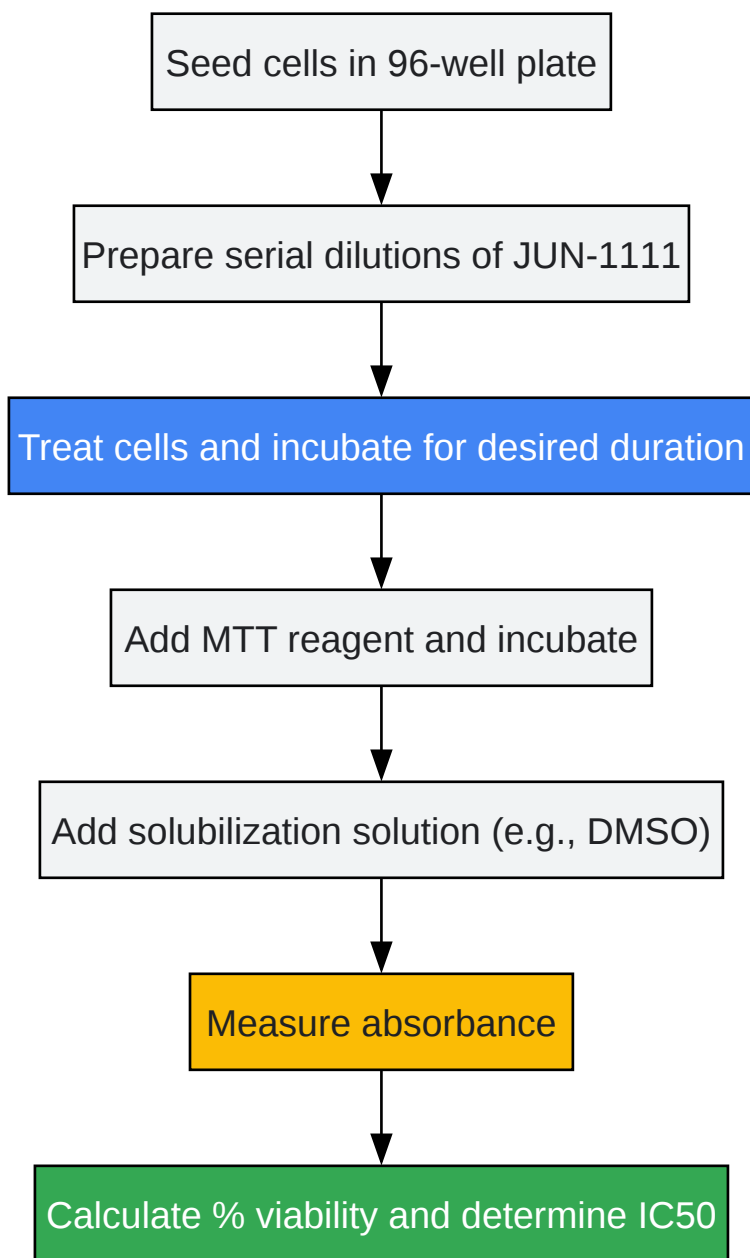 Seed cells in 96-well plate
Prepare serial dilutions of JUN-1111
Treat cells and incubate for desired duration
Add MTT reagent and incubate
Add solubilization solution (e.g., DMSO)
Measure absorbance
Calculate % viability and determine IC50